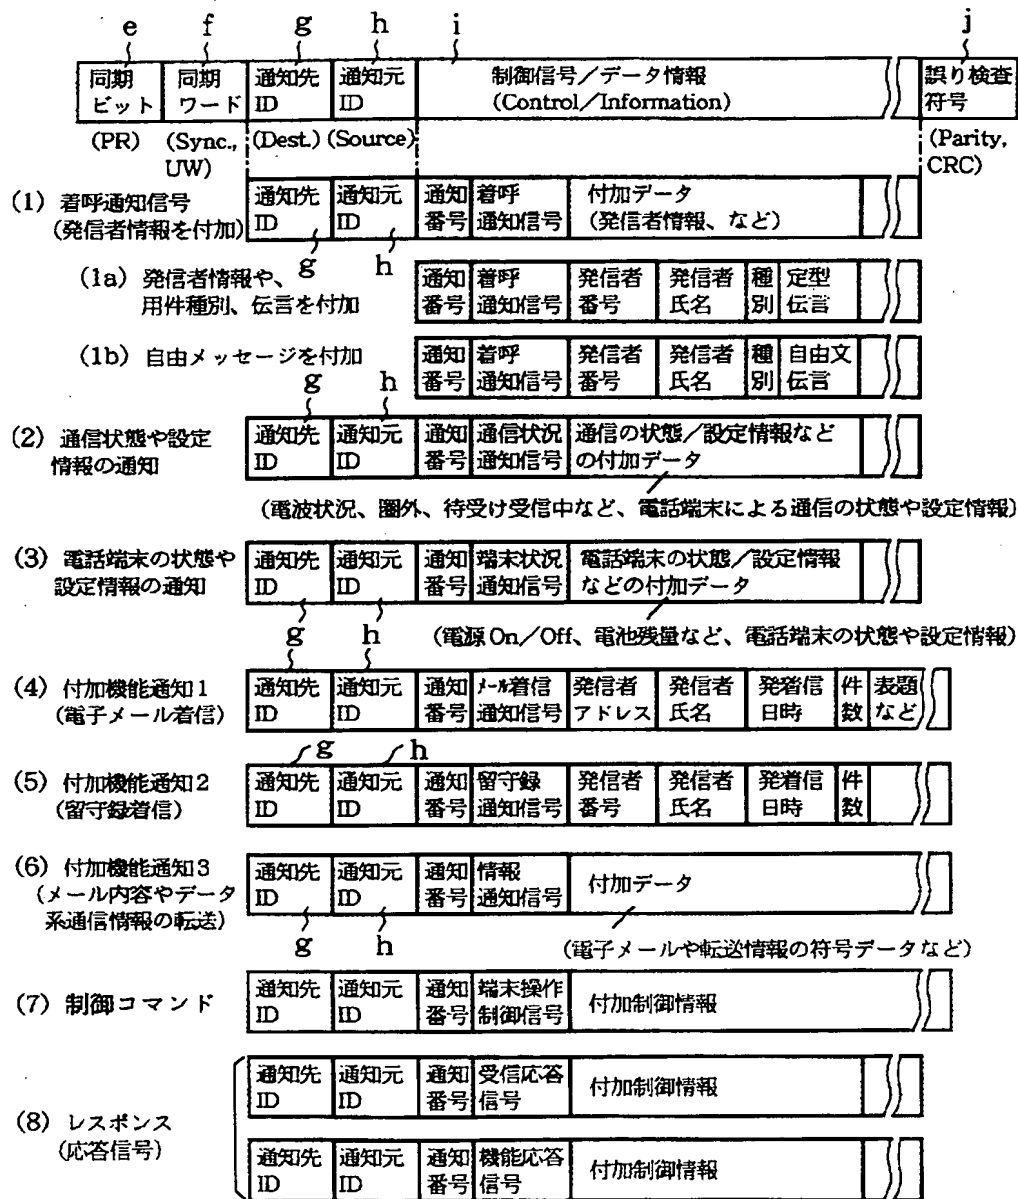 e f g h i j
同期 同期 通知先 通知元 制御信号／データ情報 誤り検査
ビット ワード ID ID (Control／Information) 符号
(PR) (Sync., (Dest.) (Source) (Parity,
UW) CRC)
(1) 着呼通知信号 通知先 通知元 通知 着呼 付加データ
(発信者情報を付加) ID ID 番号 通知信号 (発信者情報、など)
g h
g h
(1a) 発信者情報や、 通知 着呼 発信者 発信者 種 定型
用件種別、伝言を付加 番号 通知信号 番号 氏名 別 伝言
(1b) 自由メッセージを付加 通知 着呼 発信者 発信者 種 自由文
番号 通知信号 番号 氏名 別 伝言
g h
(2) 通信状態や設定 通知先 通知元 通知 通信状況 通信の状態／設定情報など
情報の通知 ID ID 番号 通知信号 の付加データ
(電波状況、圏外、待受け受信中など、電話端末による通信の状態や設定情報)
(3) 電話端末の状態や 通知先 通知元 通知 端末状況 電話端末の状態／設定情報
設定情報の通知 ID ID 番号 通知信号 などの付加データ
g h (電源On／Off、電池残量など、電話端末の状態や設定情報)
(4) 付加機能通知1 通知先 通知元 通知 メール着信 発信者 発信者 発着信 件 表題
(電子メール着信) ID ID 番号 通知信号 アドレス 氏名 日時 数 など
g h
(5) 付加機能通知2 通知先 通知元 通知 留守録 発信者 発信者 発着信 件
(留守録着信) ID ID 番号 通知信号 番号 氏名 日時 数
(6) 付加機能通知3 通知先 通知元 通知 情報 付加データ
(メール内容やデータ ID ID 番号 通知信号
系通信情報の転送)
g h (電子メールや転送情報の符号データなど)
(7) 制御コマンド 通知先 通知元 通知 端末操作 付加制御情報
ID ID 番号 制御信号
通知先 通知元 通知 受信応答 付加制御情報
ID ID 番号 信号
(8) レスポンス
(応答信号)
通知先 通知元 通知 機能応答 付加制御情報
ID ID 番号 信号